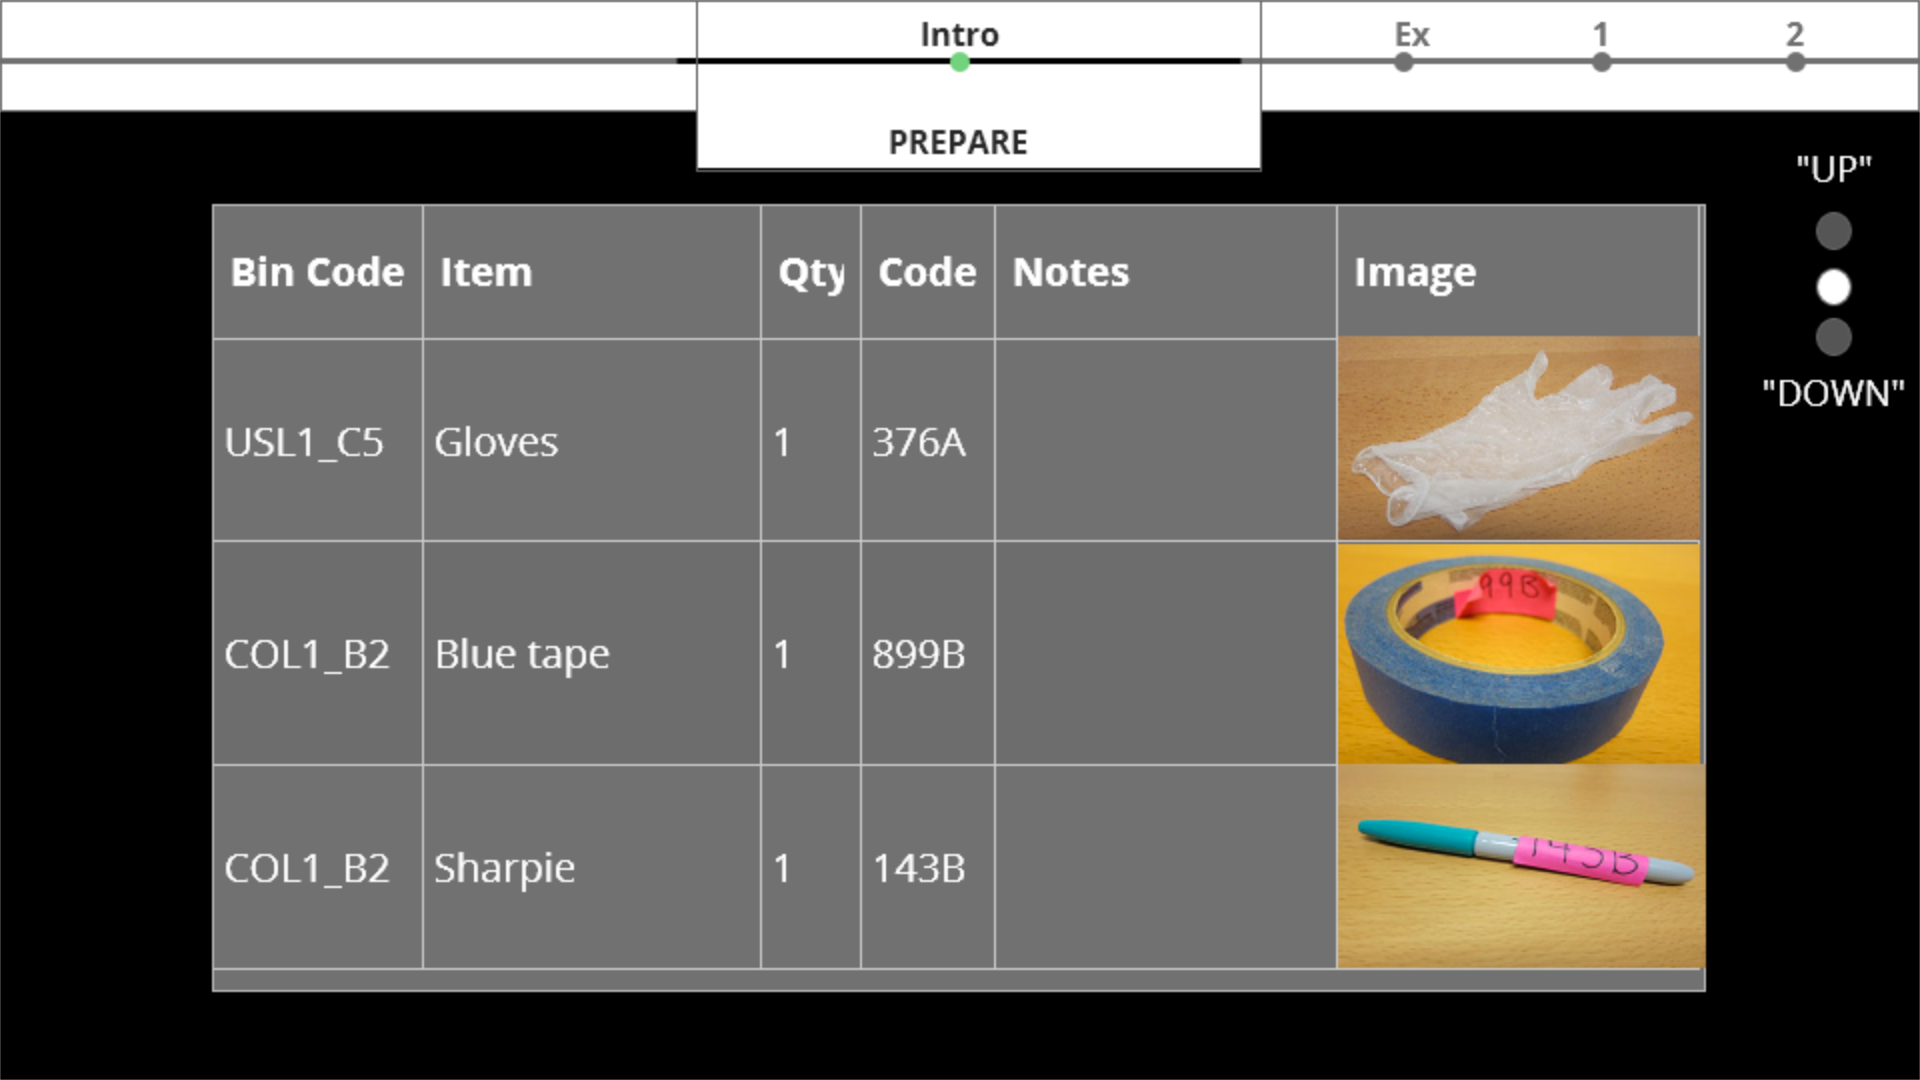 Intro
Ex
1
2
PREPARE
"UP"
"DOWN"
Bin Code Item Qty Code Notes Image
USL1_C5 Gloves 1 376A
99B
COL1_B2 Blue tape 1 899B
143B
COL1_B2 Sharpie 1 143B